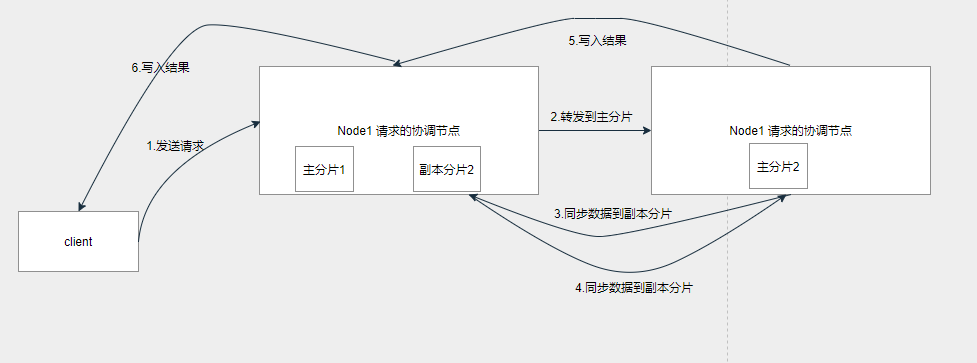 5.写入结果
6.写入结果
2.转发到主分片
Node1 请求的协调节点
Node1 请求的协调节点
1.发送请求
主分片1
副本分片2
主分片2
3.同步数据到副本分片
client
4.同步数据到副本分片